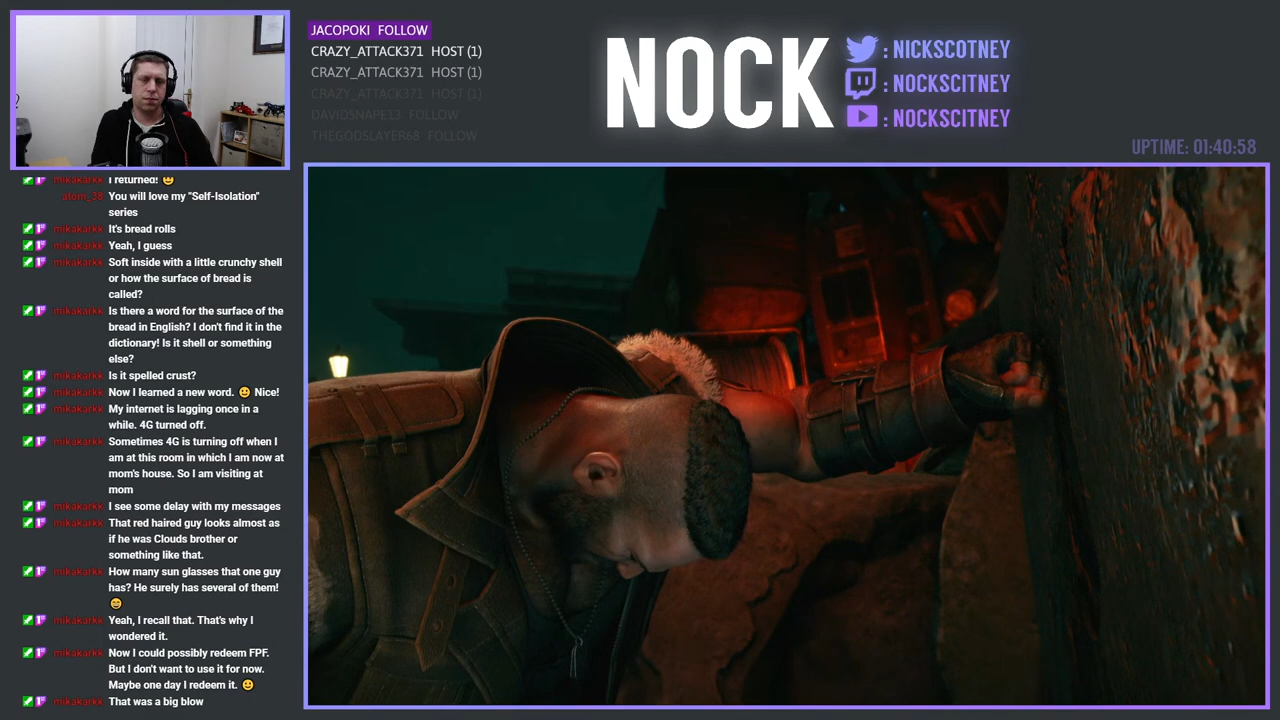 JACOPOKI FOLLOW
CRAZY_ATTACK371 HOST (1)
CRAZY_ATTACK371 HOST (1)
CRAZY_ATTACK371 HOST (1)
DAVIDSNAPE13 FOLLOW
THEGODSLAYER68 FOLLOW
NOCK
: NICKSCOTNEY
: NOCKSCITNEY
: NOCKSCITNEY
UPTIME: 01:40:58
mikakarkk I returned!
atom_38 You will love my "Self-Isolation"
series
mikakarkk It's bread rolls
mikakarkk Yeah, I guess
mikakarkk Soft inside with a little crunchy shell
or how the surface of bread is
called?
mikakarkk Is there a word for the surface of the
bread in English? I don't find it in the
dictionary! Is it shell or something
else?
mikakarkk Is it spelled crust?
mikakarkk Now I learned a new word. 😃 Nice!
mikakarkk My internet is lagging once in a
while. 4G turned off.
mikakarkk Sometimes 4G is turning off when I
am at this room in which I am now at
mom's house. So I am visiting at
mom
mikakarkk I see some delay with my messages
mikakarkk That red haired guy looks almost as
if he was Clouds brother or
something like that.
mikakarkk How many sun glasses that one guy
has? He surely has several of them!
😄
mikakarkk Yeah, I recall that. That's why I
wondered it.
mikakarkk Now I could possibly redeem FPF.
But I don't want to use it for now.
Maybe one day I redeem it. 😃
mikakarkk That was a big blow